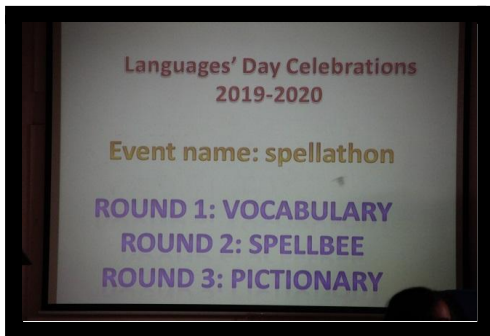 Languages' Day Celebrations
2019-2020
Event name: spellathon
ROUND 1: VOCABULARY
ROUND 2: SPELLBEE
ROUND 3: PICTIONARY